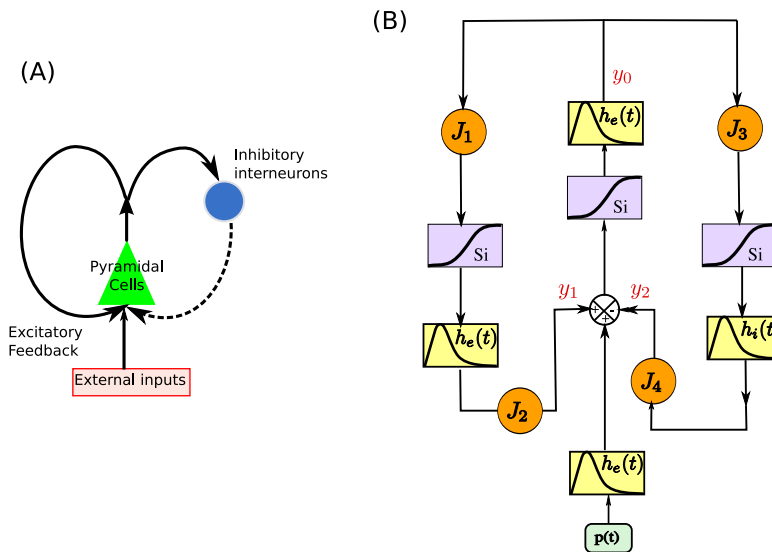 (A)
Inhibitory
interneurons
Pyramidal
Cells
Excitatory
Feedback
External inputs
(B)
y₀
hₑ(t)
J₁
J₃
Si
Si
Si
y₁
y₂
+
-
+
hₑ(t)
hᵢ(t)
J₂
J₄
hₑ(t)
p(t)